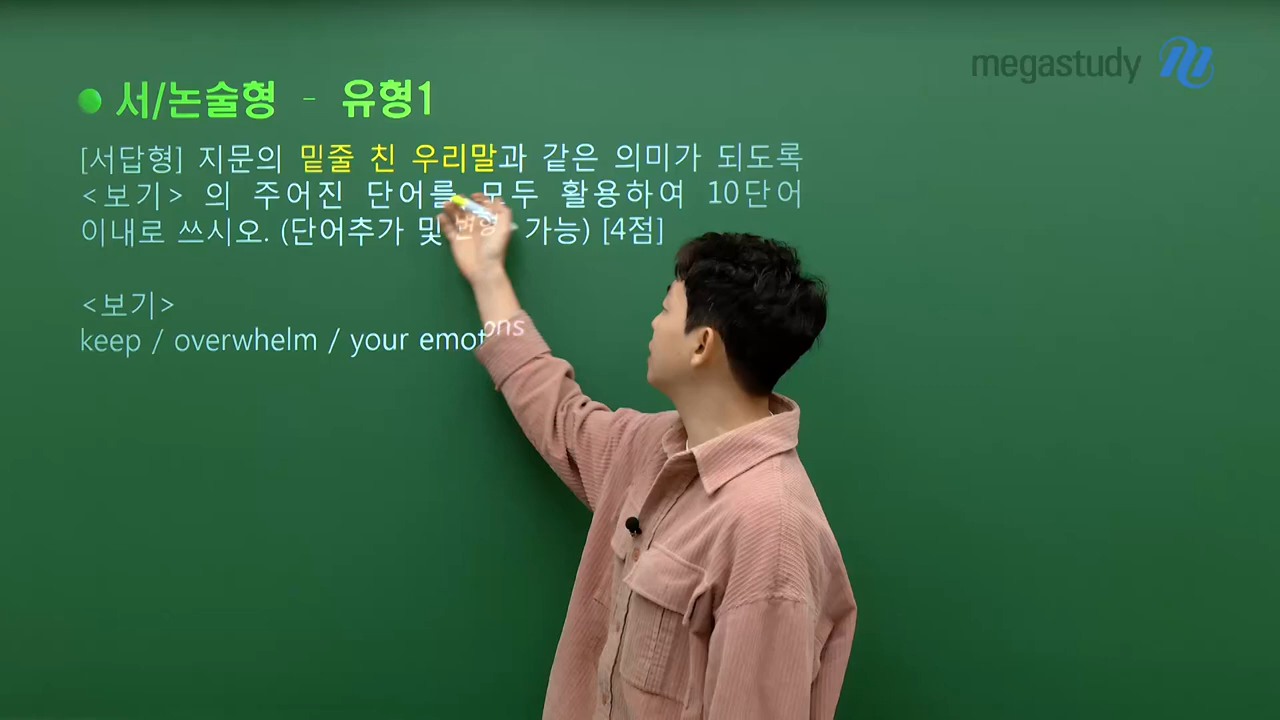 megastudy
서/논술형 - 유형1
[서답형] 지문의 밑줄 친 우리말과 같은 의미가 되도록
<보기> 의 주어진 단어를 모두 활용하여 10단어
이내로 쓰시오. (단어추가 및 변형 가능) [4점]
<보기>
keep / overwhelm / your emotions